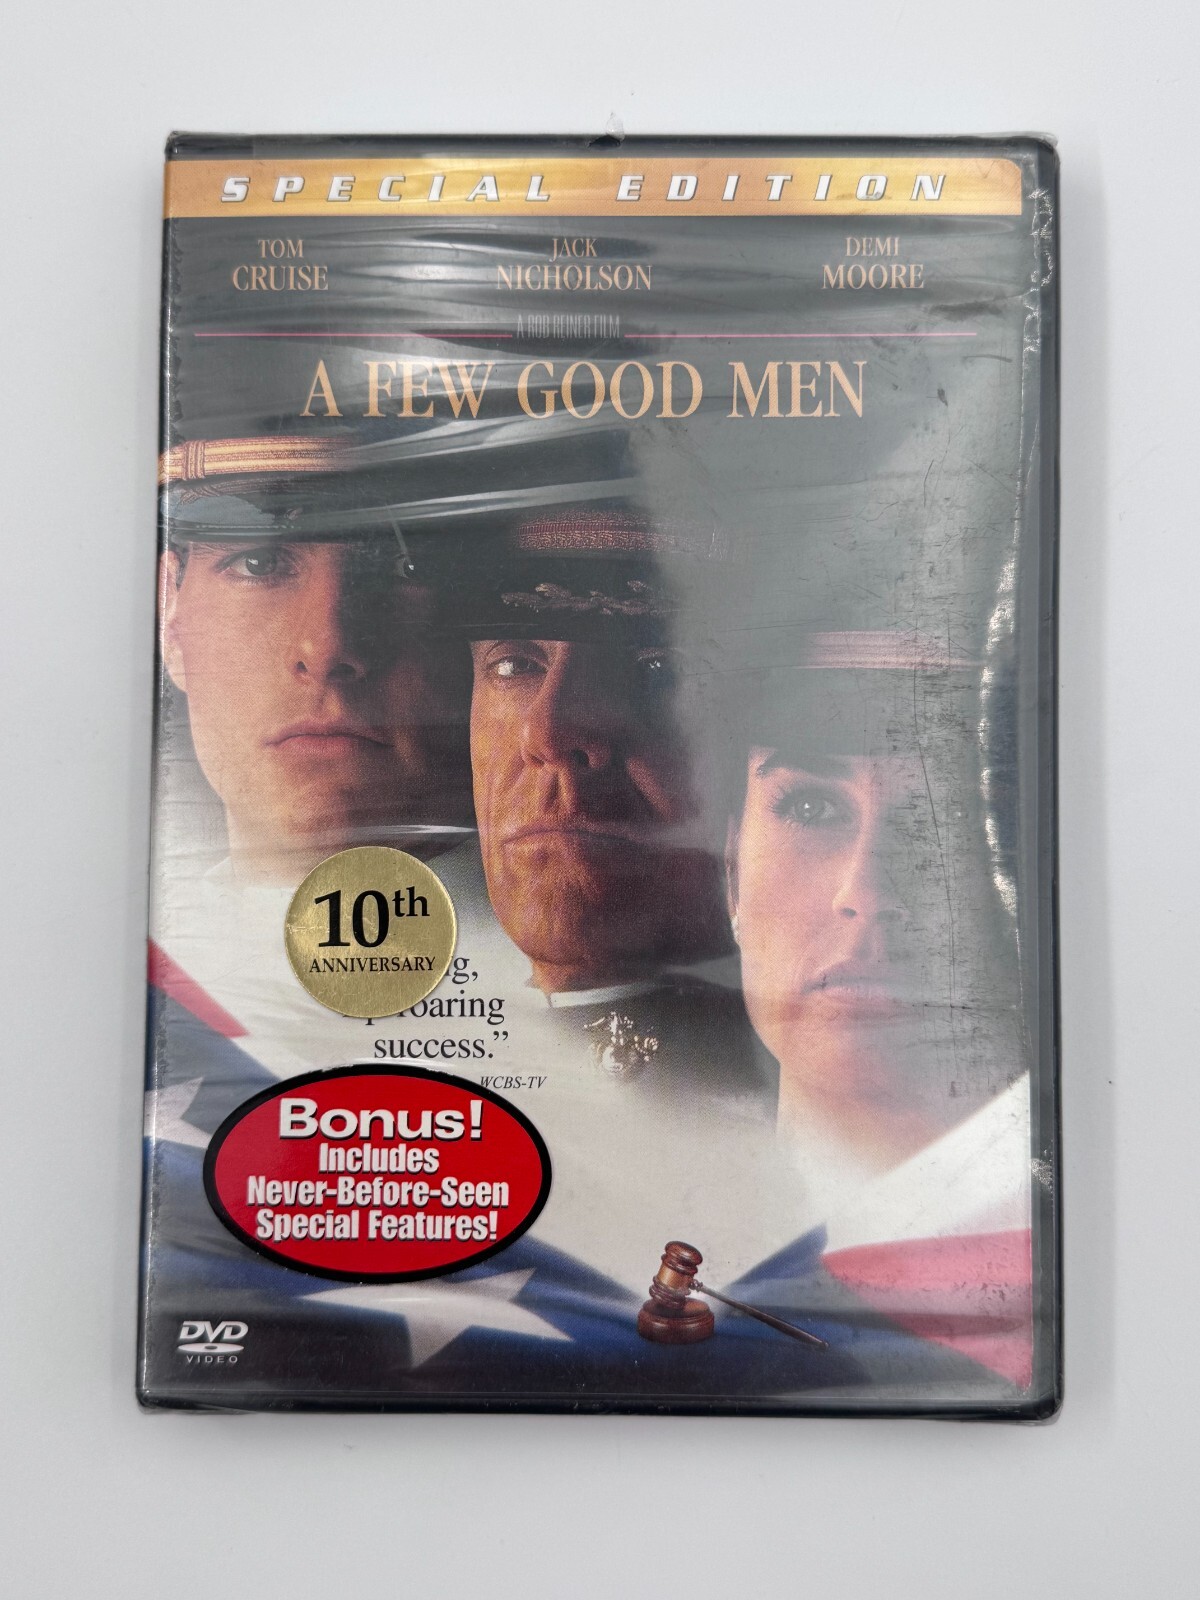 SPECIAL EDITION
TOM CRUISE
JACK NICHOLSON
DEMI MOORE
A ROB REINER FILM
A FEW GOOD MEN
10th
ANNIVERSARY
success.”
WCBS-TV
Bonus!
Includes
Never-Before-Seen
Special Features!
DVD
VIDEO